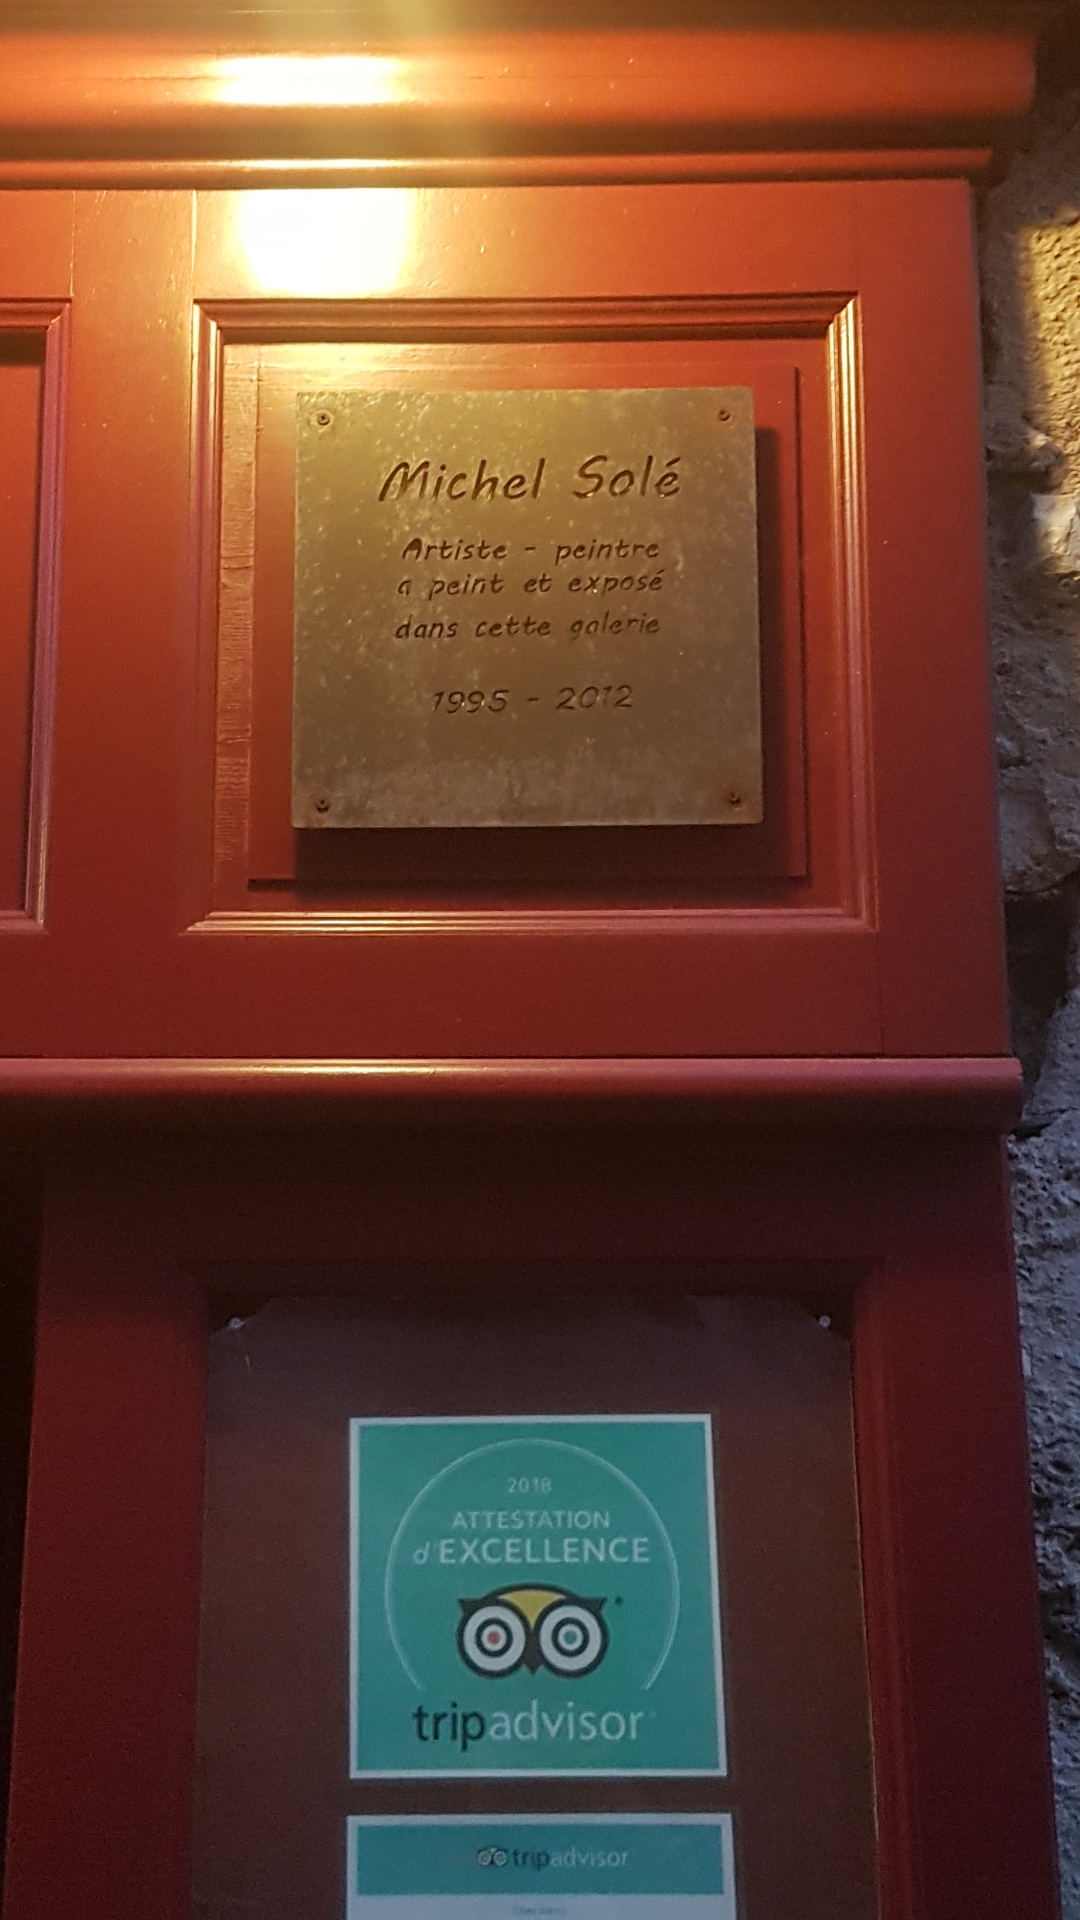 Michel Solé
Artiste - peintre
a peint et exposé
dans cette galerie
1995 - 2012
2018
ATTESTATION
d'EXCELLENCE
tripadvisor
tripadvisor